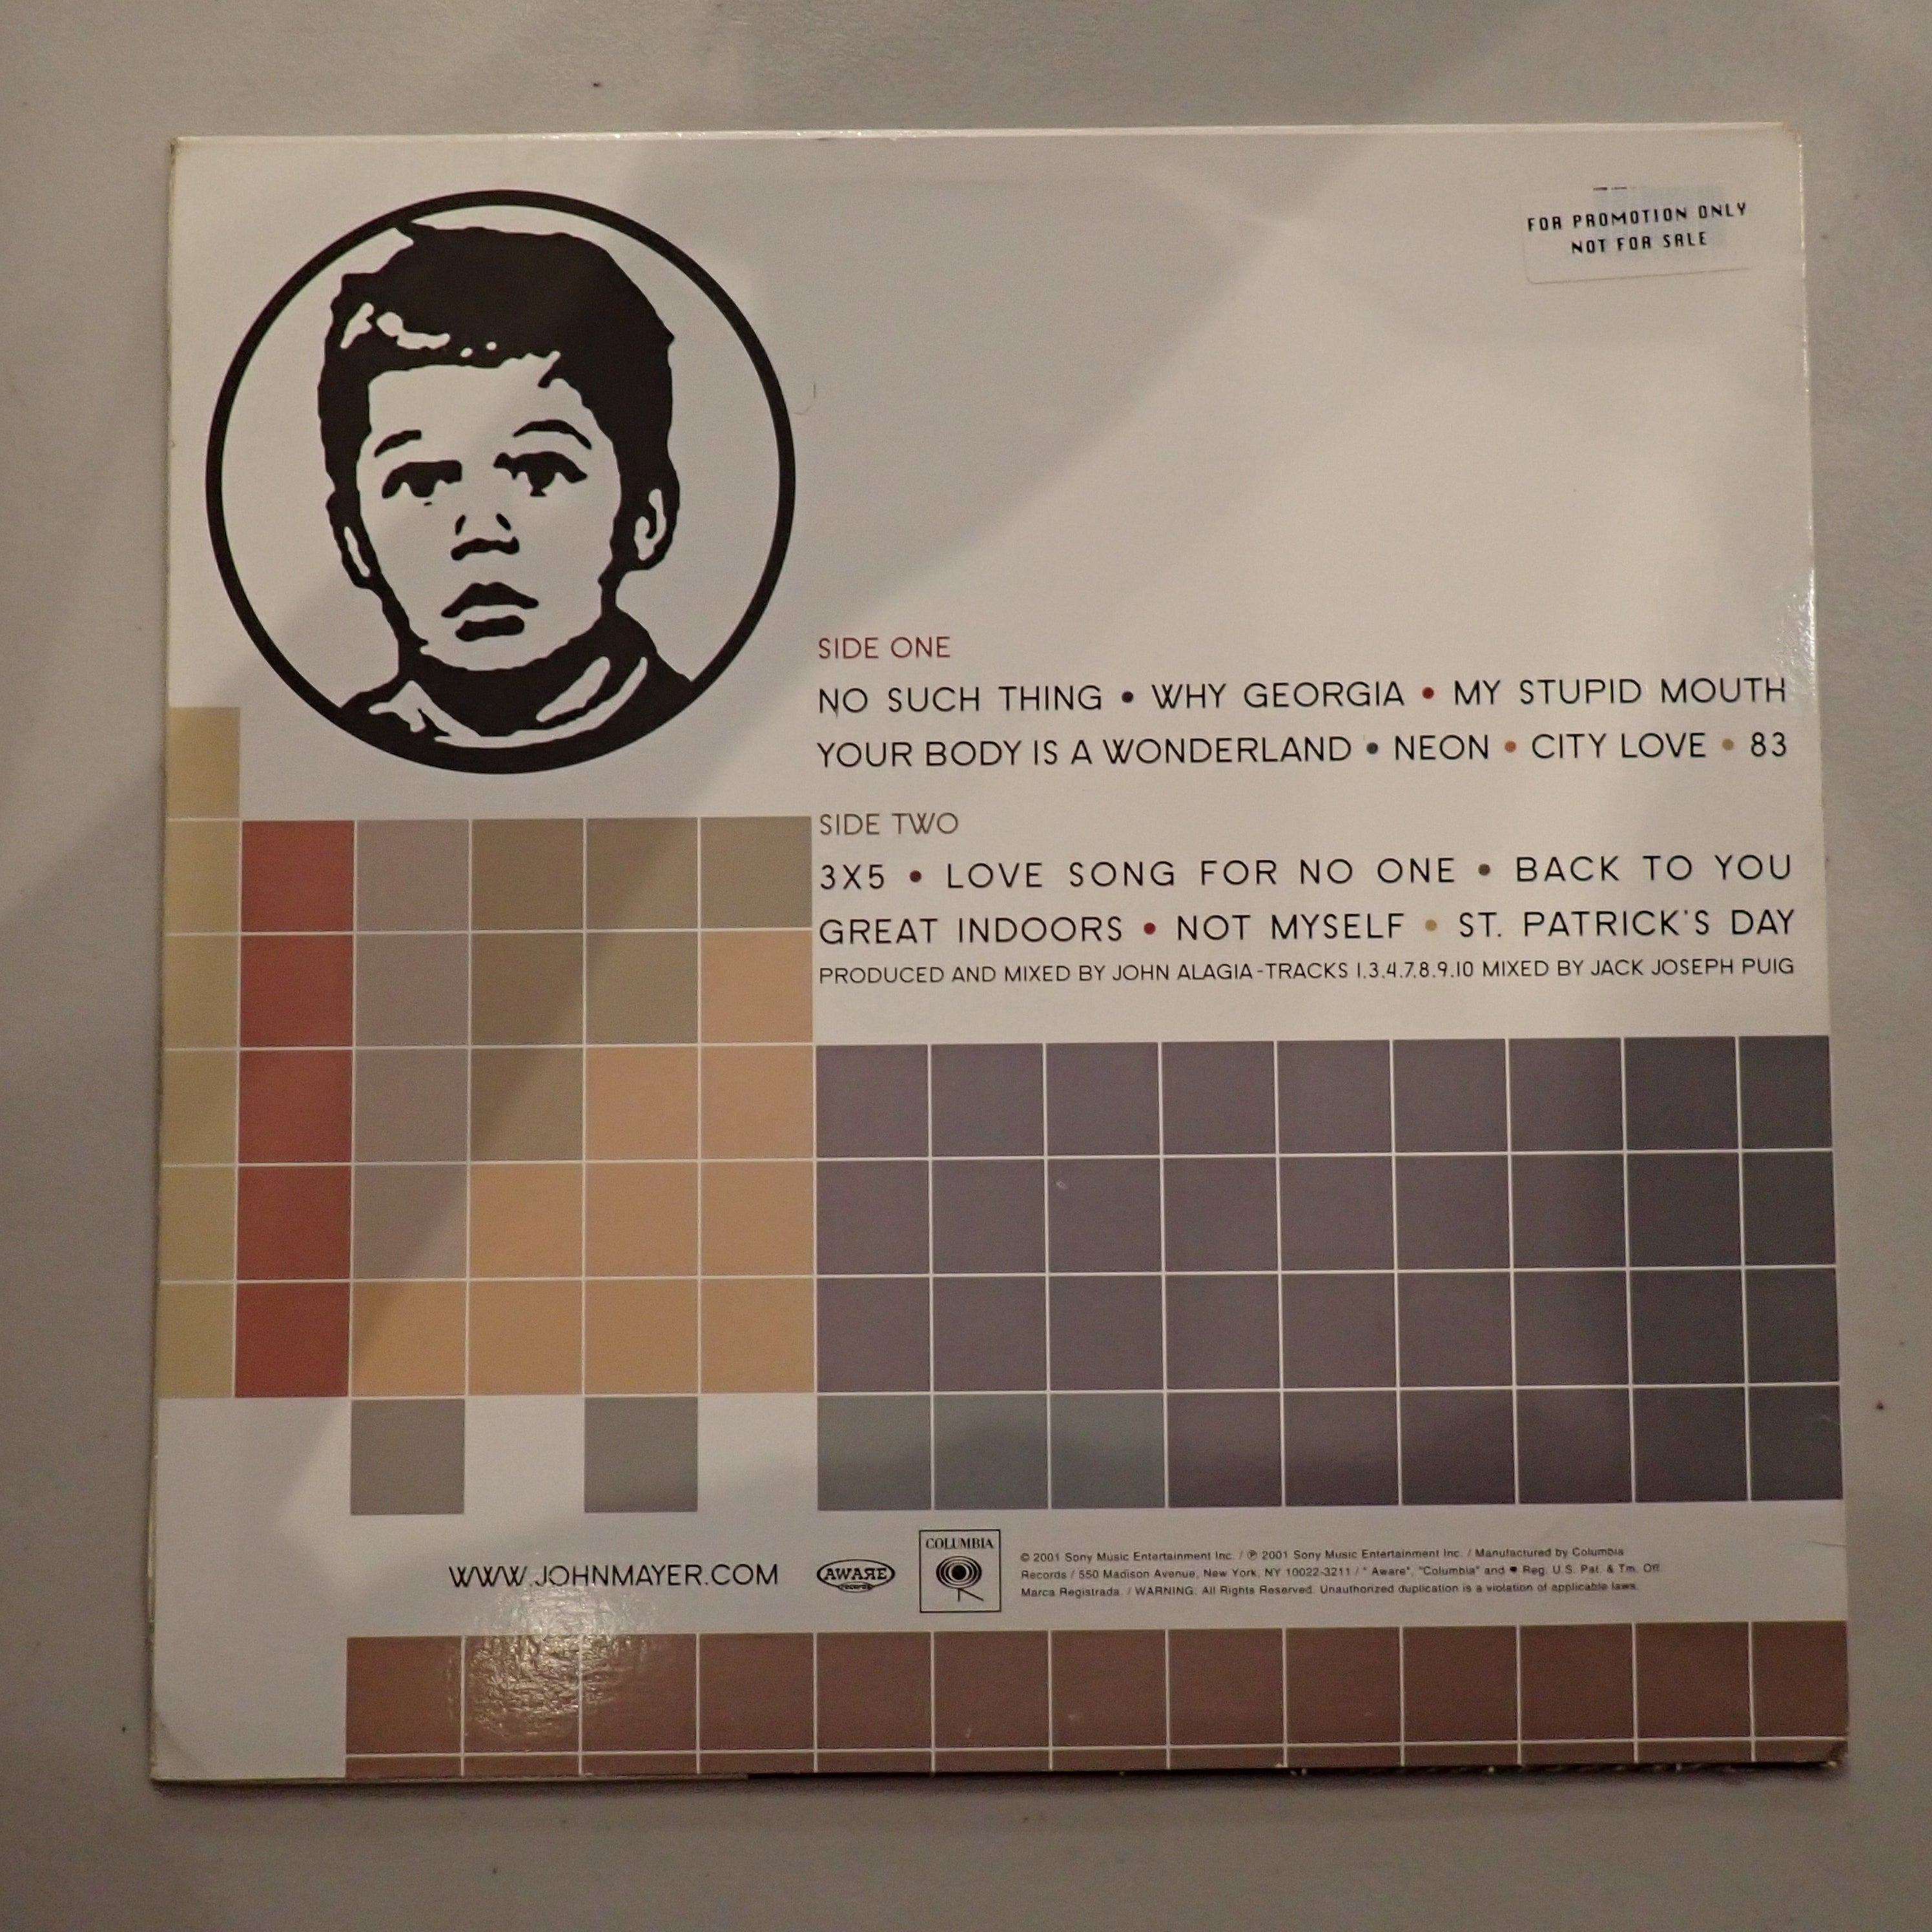 FOR PROMOTION ONLY
NOT FOR SALE
SIDE ONE
NO SUCH THING • WHY GEORGIA • MY STUPID MOUTH
YOUR BODY IS A WONDERLAND • NEON • CITY LOVE • 83
SIDE TWO
3X5 • LOVE SONG FOR NO ONE • BACK TO YOU
GREAT INDOORS • NOT MYSELF • ST. PATRICK'S DAY
PRODUCED AND MIXED BY JOHN ALAGIA-TRACKS 1,3,4,7,8,9,10 MIXED BY JACK JOSEPH PUIG
WWW.JOHNMAYER.COM
AWARE
records
COLUMBIA
© 2001 Sony Music Entertainment Inc. / ℗ 2001 Sony Music Entertainment Inc. / Manufactured by Columbia
Records / 550 Madison Avenue, New York, NY 10022-3211 / "Aware", "Columbia" and Reg. U.S. Pat. & Tm. Off.
Marca Registrada. / WARNING: All Rights Reserved. Unauthorized duplication is a violation of applicable laws.